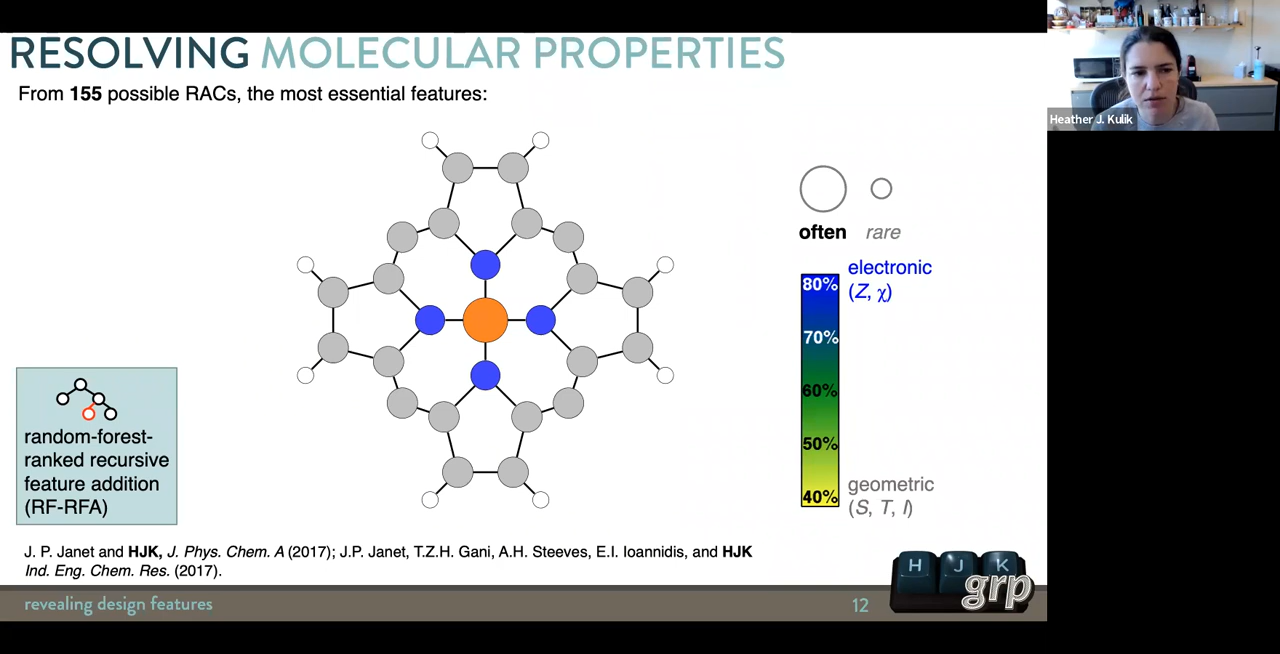 RESOLVING MOLECULAR PROPERTIES
From 155 possible RACs, the most essential features:
Heather J. Kulik
often rare
electronic
(Z, χ)
80%
70%
60%
50%
40%
geometric
(S, T, I)
random-forest-
ranked recursive
feature addition
(RF-RFA)
J. P. Janet and HJK, J. Phys. Chem. A (2017); J.P. Janet, T.Z.H. Gani, A.H. Steeves, E.I. Ioannidis, and HJK
Ind. Eng. Chem. Res. (2017).
revealing design features
12
H J K
grp